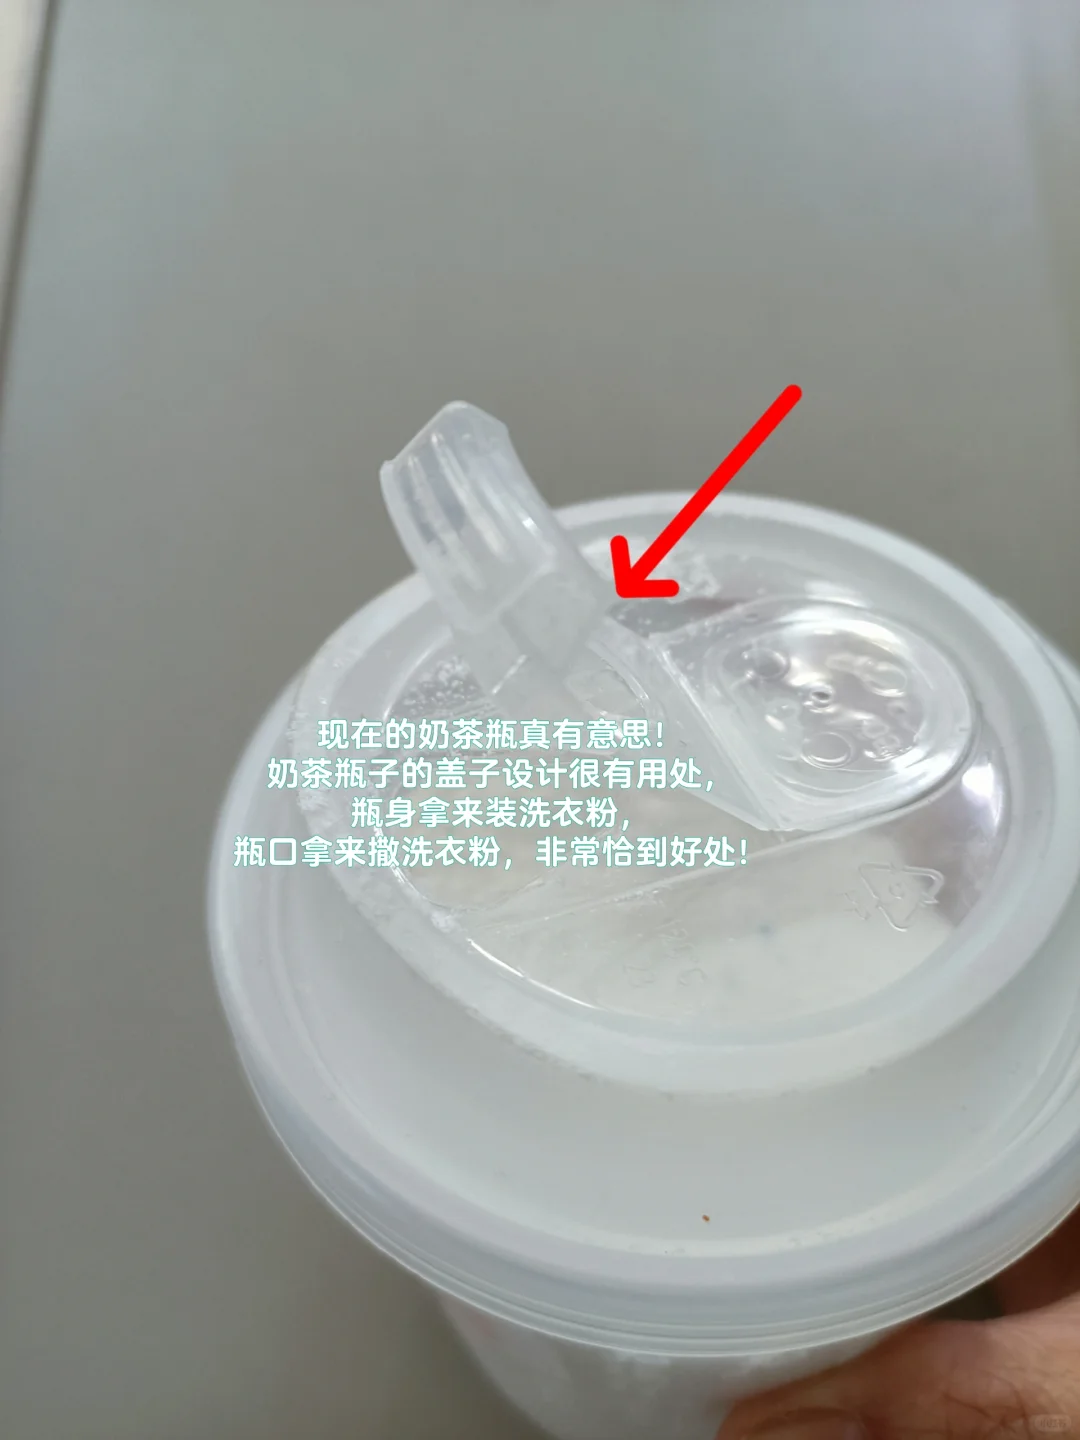 现在的奶茶瓶真有意思！
奶茶瓶子的盖子设计很有用处，
瓶身拿来装洗衣粉，
瓶口拿来撒洗衣粉，非常恰到好处！